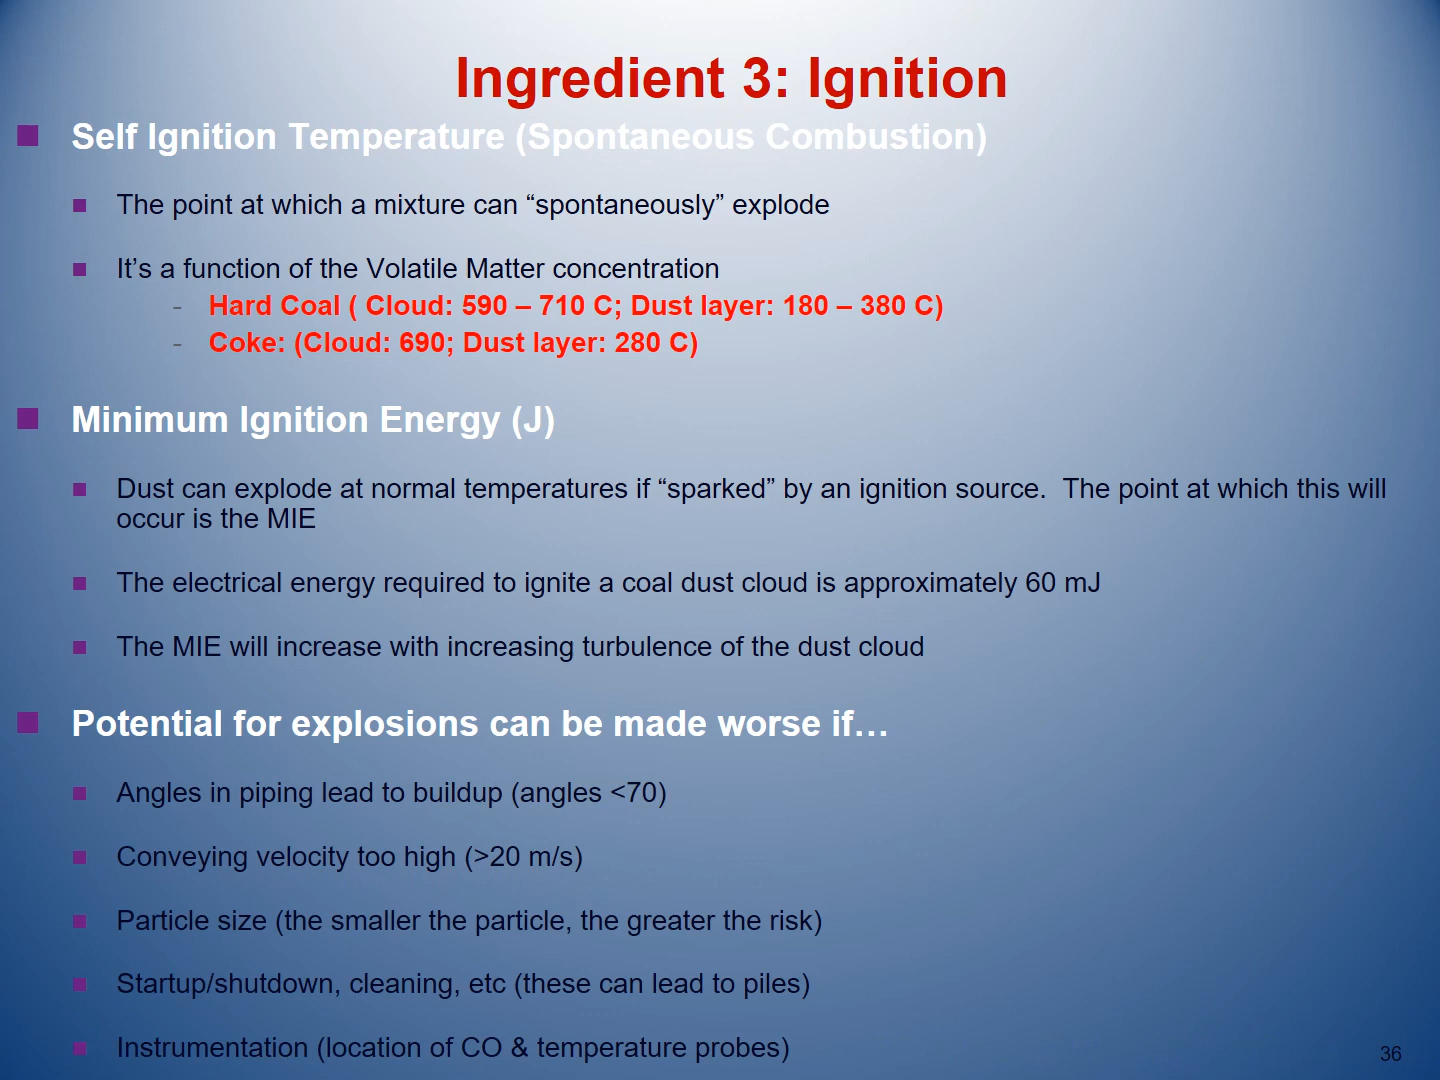 Ingredient 3: Ignition
Self Ignition Temperature (Spontaneous Combustion)
The point at which a mixture can “spontaneously” explode
It’s a function of the Volatile Matter concentration
- Hard Coal ( Cloud: 590 – 710 C; Dust layer: 180 – 380 C)
- Coke: (Cloud: 690; Dust layer: 280 C)
Minimum Ignition Energy (J)
Dust can explode at normal temperatures if “sparked” by an ignition source.  The point at which this will
occur is the MIE
The electrical energy required to ignite a coal dust cloud is approximately 60 mJ
The MIE will increase with increasing turbulence of the dust cloud
Potential for explosions can be made worse if…
Angles in piping lead to buildup (angles <70)
Conveying velocity too high (>20 m/s)
Particle size (the smaller the particle, the greater the risk)
Startup/shutdown, cleaning, etc (these can lead to piles)
Instrumentation (location of CO & temperature probes)
36